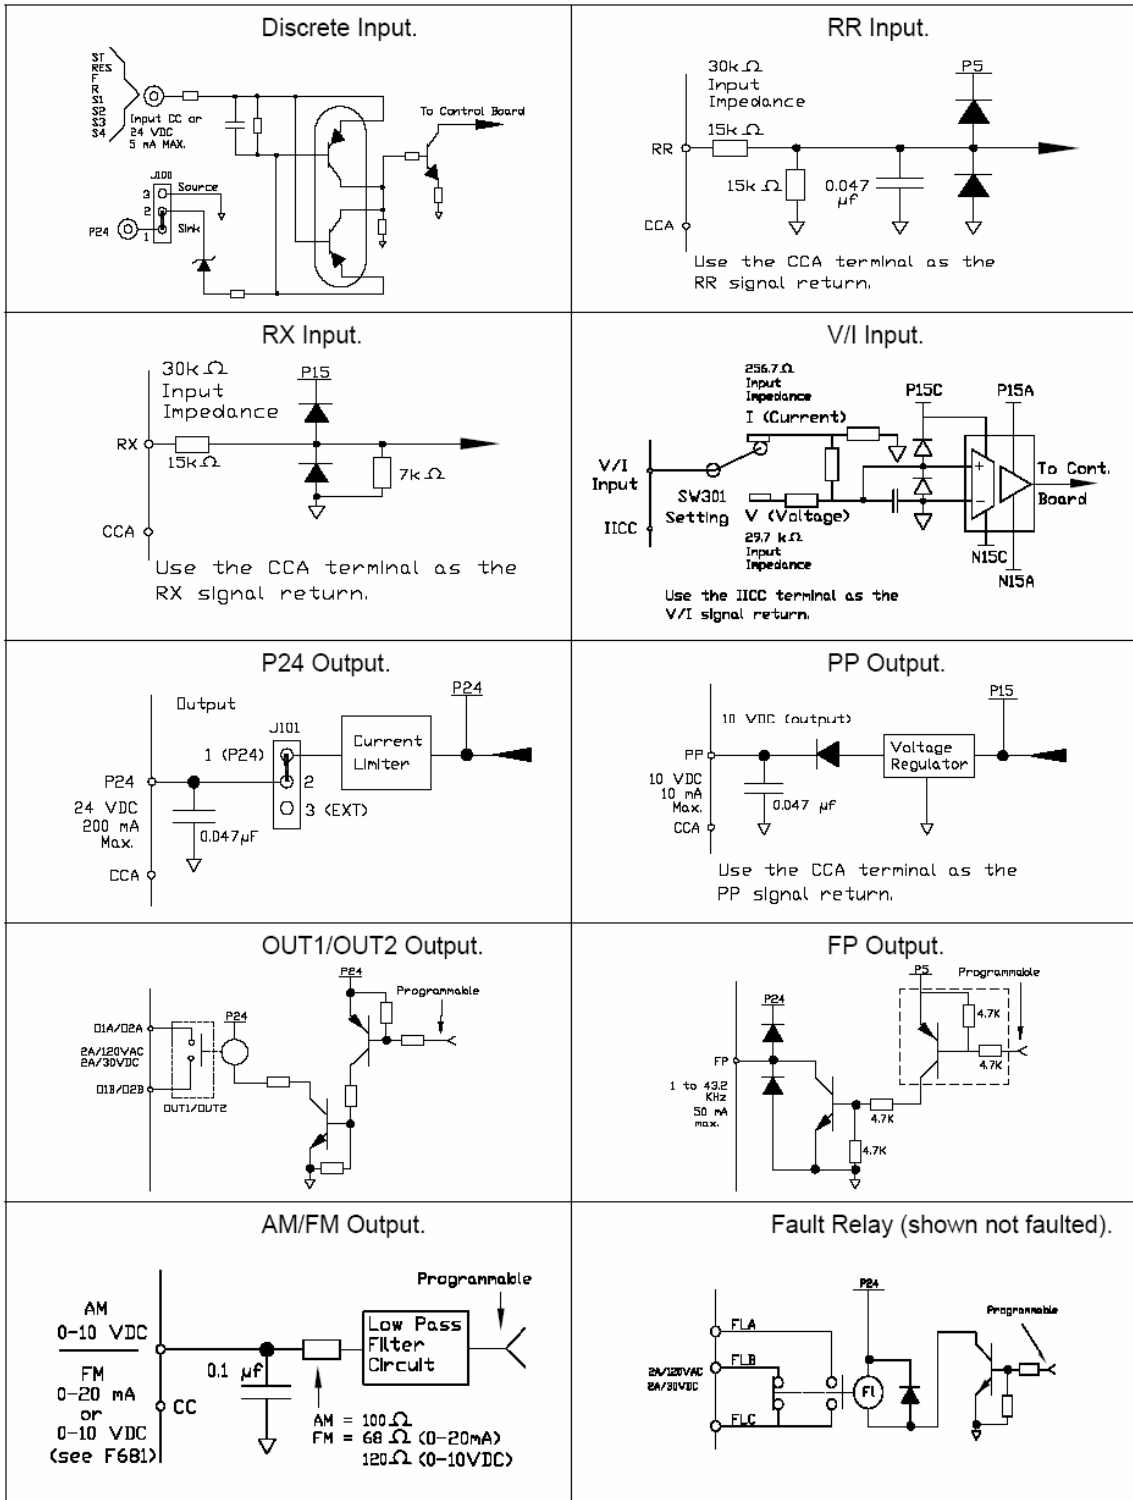 Discrete Input.
ST
RES
F
R
S1
S2
S3
S4
Input CC or
24 VDC
5 mA MAX.
To Control Board
J100
3
Source
2
Sink
P24
1
RR Input.
30kΩ
Input
Impedance
P5
15kΩ
RR
15kΩ
0.047
µf
CCA
Use the CCA terminal as the
RR signal return.
RX Input.
30kΩ
Input
Impedance
P15
RX
15kΩ
7kΩ
CCA
Use the CCA terminal as the
RX signal return.
V/I Input.
256.7Ω
Input
Impedance
I (Current)
P15C
P15A
V/I
Input
SW301
Setting
V (Voltage)
29.7 kΩ
Input
Impedance
+
-
To Cont.
Board
IICC
N15C
N15A
Use the IICC terminal as the
V/I signal return.
P24 Output.
Output
P24
J101
1 (P24)
Current
Limiter
P24
2
24 VDC
200 mA
Max.
3 (EXT)
0.047µF
CCA
PP Output.
P15
10 VDC (output)
PP
Voltage
Regulator
10 VDC
10 mA
Max.
0.047 µf
CCA
Use the CCA terminal as the
PP signal return.
OUT1/OUT2 Output.
P24
Programmable
P24
O1A/O2A
2A/120VAC
2A/30VDC
O1B/O2B
OUT1/OUT2
FP Output.
P5
Programmable
P24
4.7K
4.7K
FP
1 to 43.2
KHz
50 mA
max.
4.7K
4.7K
AM/FM Output.
Programmable
AM
0-10 VDC
Low Pass
Filter
Circuit
0.1 µf
FM
0-20 mA
or
0-10 VDC
(see F681)
CC
AM = 100Ω
FM = 68Ω (0-20mA)
120Ω (0-10VDC)
Fault Relay (shown not faulted).
P24
Programmable
FLA
FLB
2A/120VAC
2A/30VDC
Fl
FLC